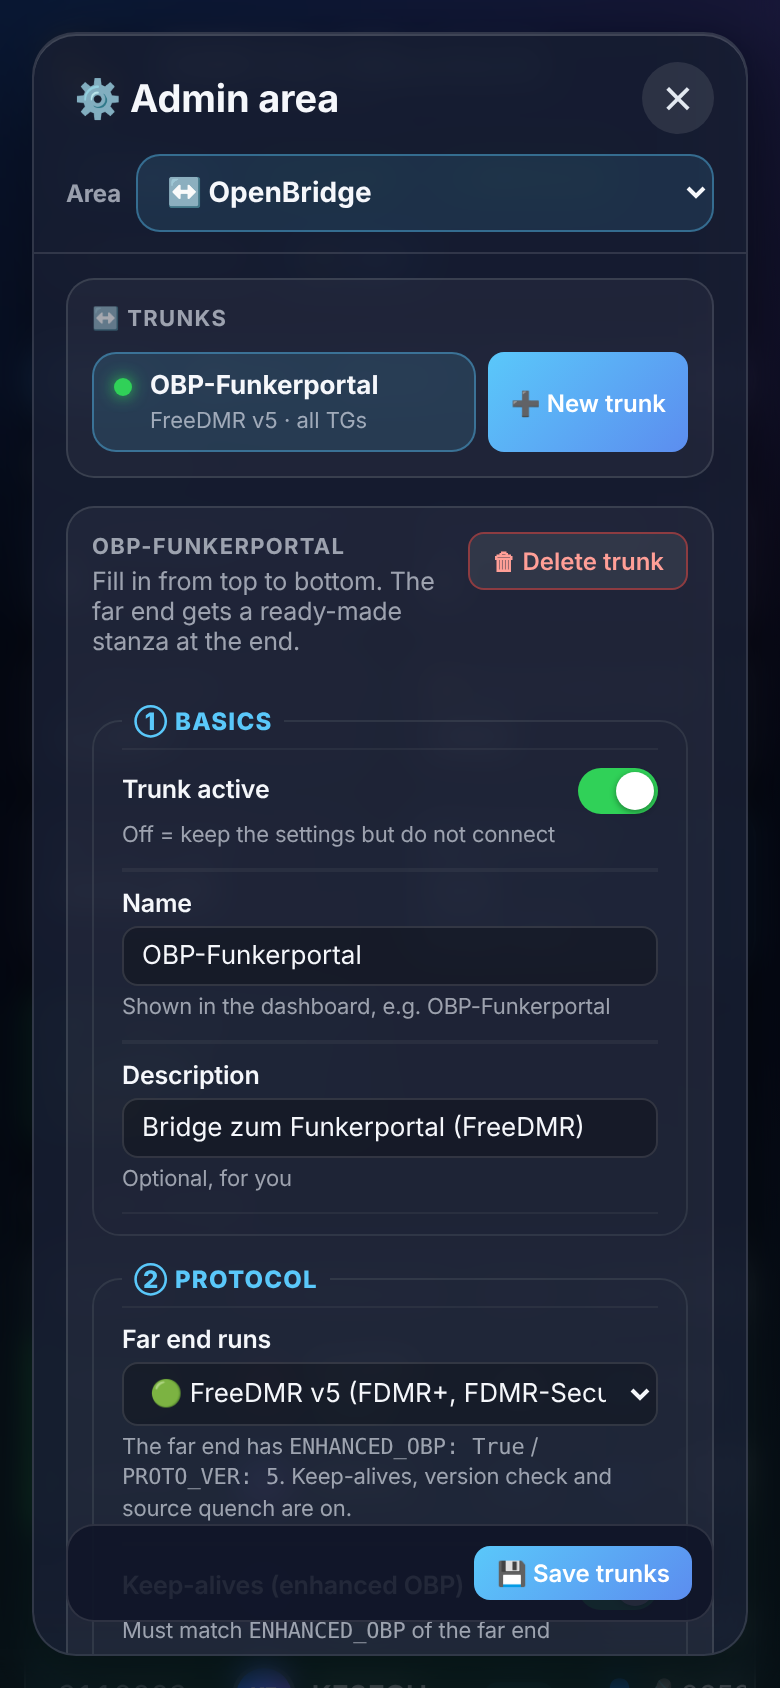 ⚙️ Admin area
Area
↔️ OpenBridge
↔️ TRUNKS
OBP-Funkerportal
FreeDMR v5 · all TGs
➕ New trunk
OBP-FUNKERPORTAL
Fill in from top to bottom. The
far end gets a ready-made
stanza at the end.
🗑 Delete trunk
① BASICS
Trunk active
Off = keep the settings but do not connect
Name
OBP-Funkerportal
Shown in the dashboard, e.g. OBP-Funkerportal
Description
Bridge zum Funkerportal (FreeDMR)
Optional, for you
② PROTOCOL
Far end runs
🟢 FreeDMR v5 (FDMR+, FDMR-Secu
The far end has ENHANCED_OBP: True /
PROTO_VER: 5. Keep-alives, version check and
source quench are on.
Keep-alives (enhanced OBP)
💾 Save trunks
Must match ENHANCED_OBP of the far end